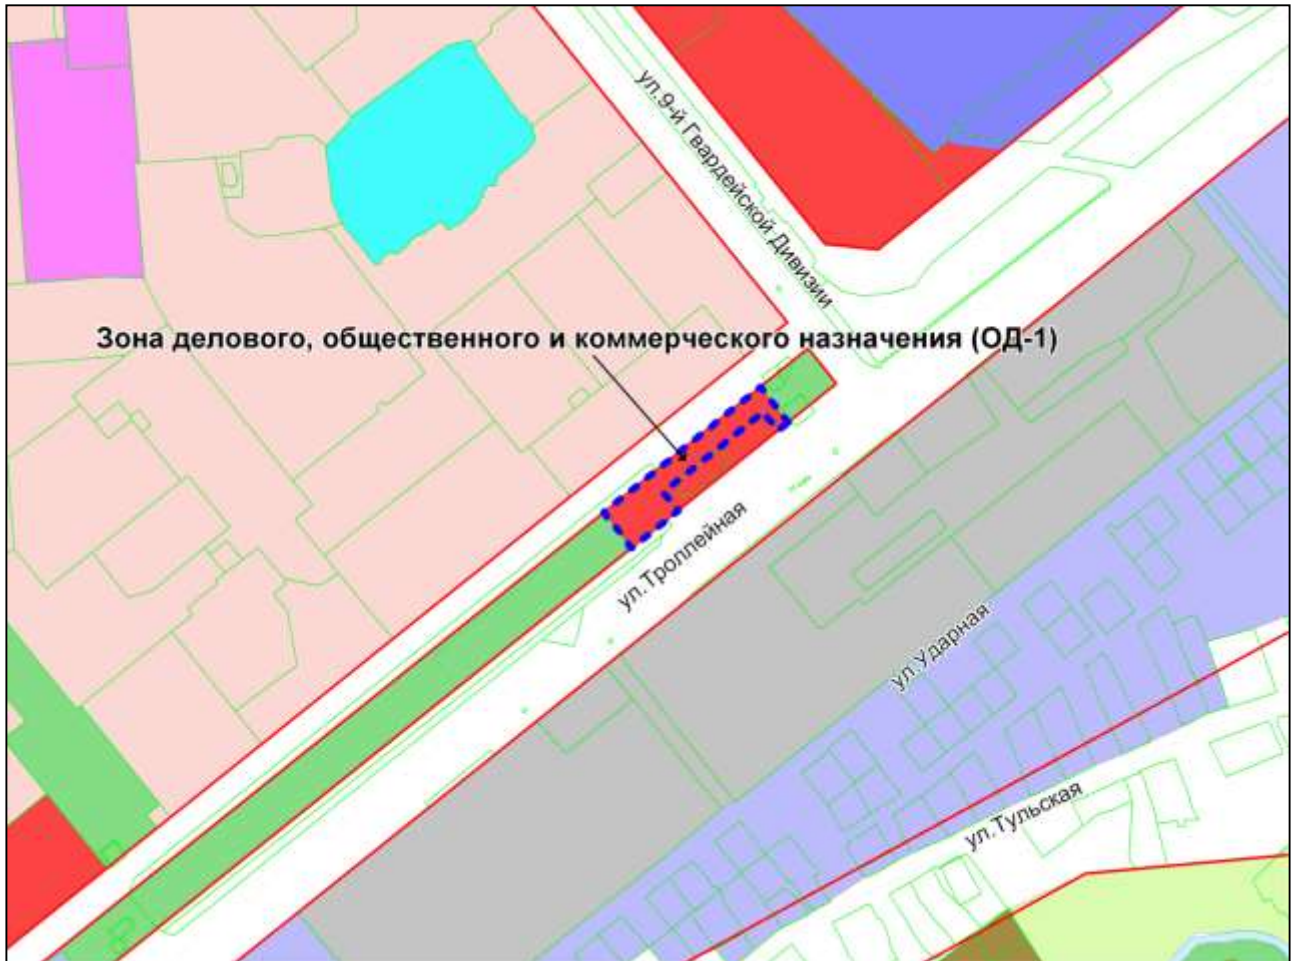 ул.9-й Гвардейской Дивизии
Зона делового, общественного и коммерческого назначения (ОД-1)
ул.Троллейная
ул.Ударная
ул.Тульская